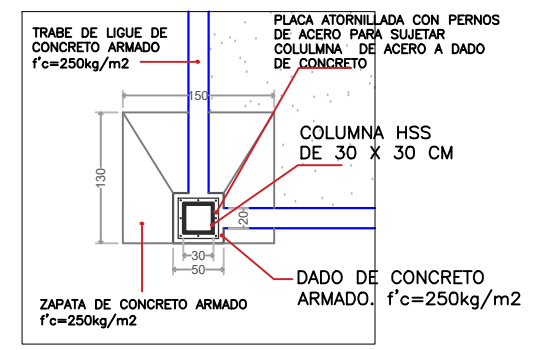 TRABE DE LIGUE DE
CONCRETO ARMADO
f'c=250kg/m2
PLACA ATORNILLADA CON PERNOS
DE ACERO PARA SUJETAR
COLULMNA DE ACERO A DADO
DE CONCRETO
150
COLUMNA HSS
DE 30 X 30 CM
130
20
30
50
DADO DE CONCRETO
ARMADO. f'c=250kg/m2
ZAPATA DE CONCRETO ARMADO
f'c=250kg/m2